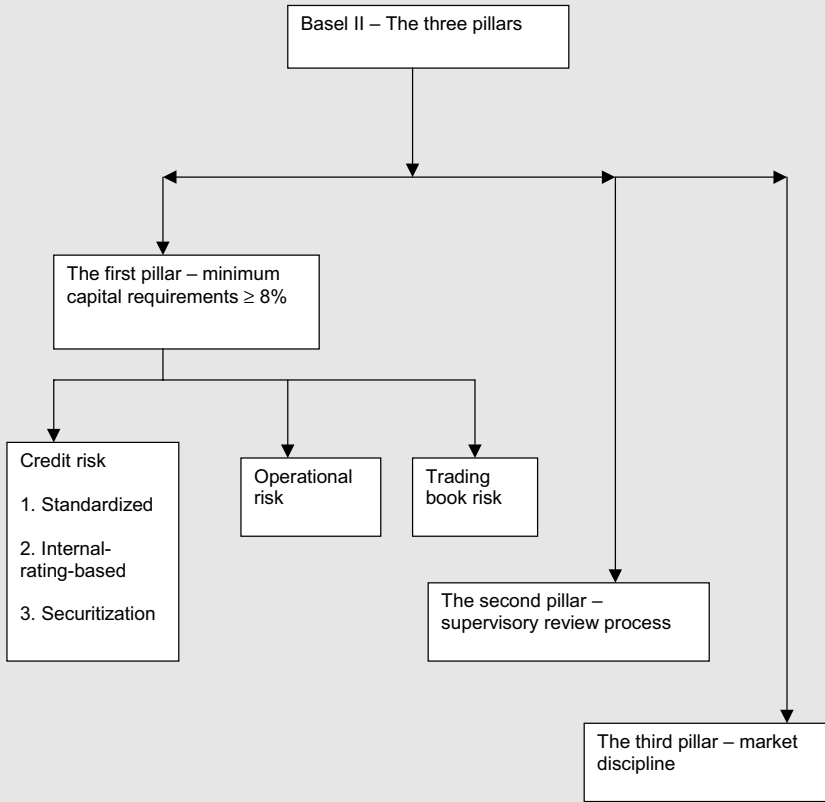 Basel II – The three pillars
The first pillar – minimum
capital requirements ≥ 8%
Credit risk
1. Standardized
2. Internal-
rating-based
3. Securitization
Operational
risk
Trading
book risk
The second pillar –
supervisory review process
The third pillar – market
discipline